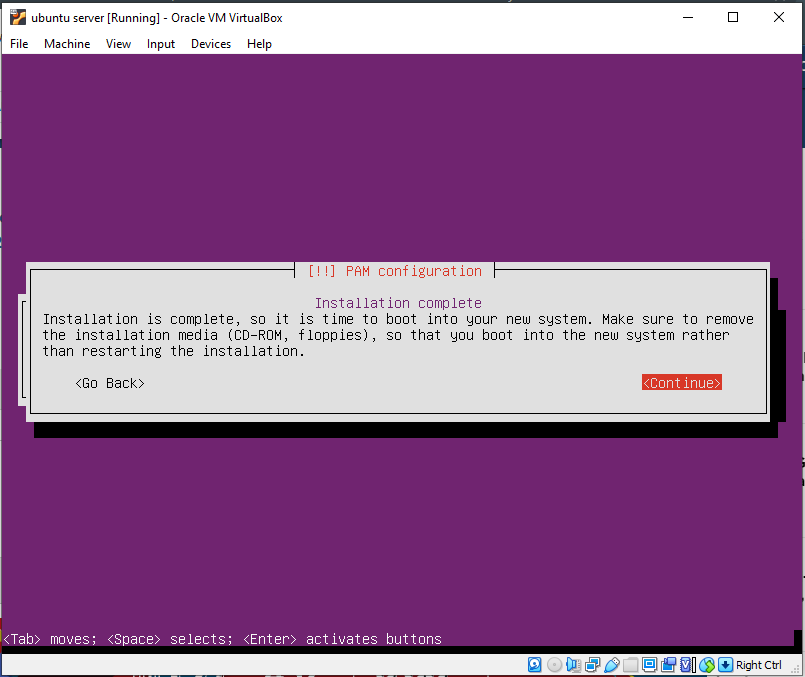 ubuntu server [Running] - Oracle VM VirtualBox
File Machine View Input Devices Help
[!!] PAM configuration
Installation complete
Installation is complete, so it is time to boot into your new system. Make sure to remove
the installation media (CD-ROM, floppies), so that you boot into the new system rather
than restarting the installation.
<Go Back> <Continue>
<Tab> moves; <Space> selects; <Enter> activates buttons
Right Ctrl